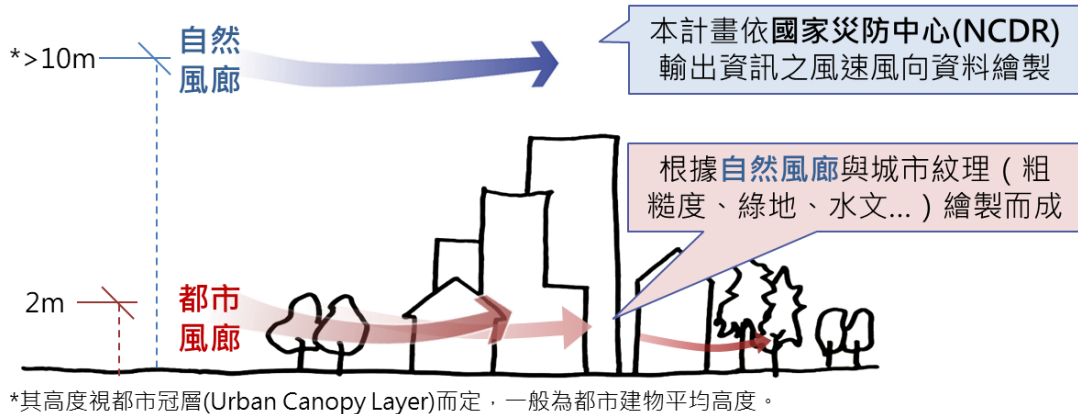 *>10m
自然
風廊
本計畫依國家災防中心(NCDR)
輸出資訊之風速風向資料繪製
根據自然風廊與城市紋理(粗
糙度、綠地、水文...)繪製而成
2m
都市
風廊
*其高度視都市冠層(Urban Canopy Layer)而定,一般為都市建物平均高度。